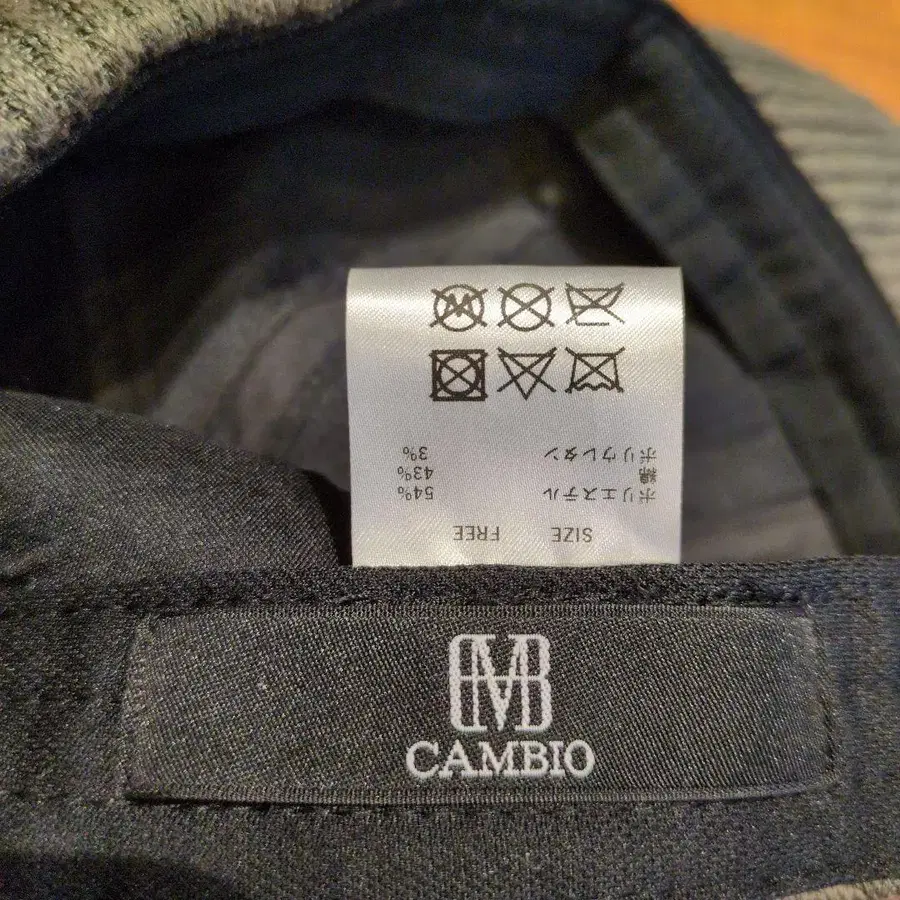 SIZE FREE
ポリエステル 54%
綿 43%
ポリウレタン 3%
W
CAMBIO